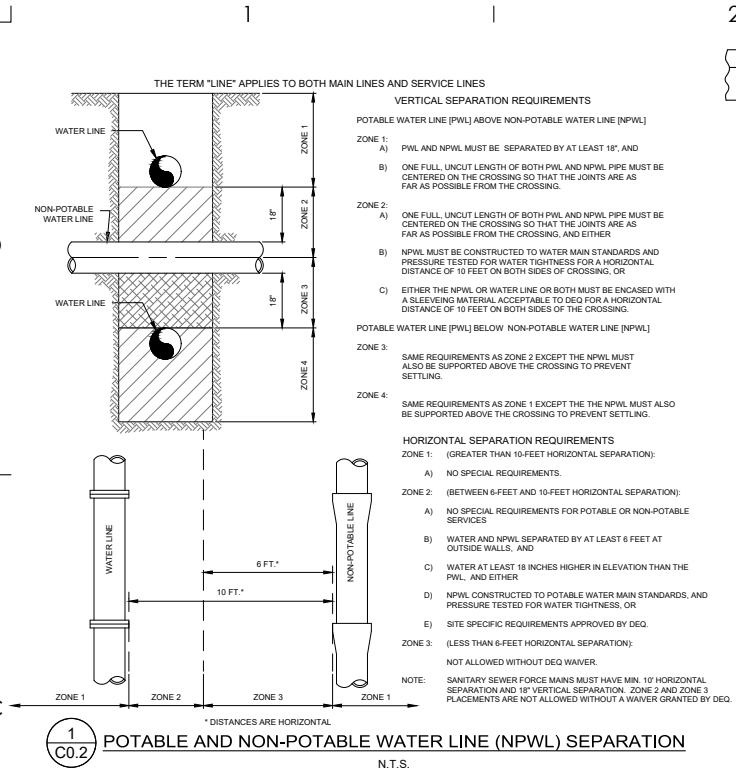 1
2
THE TERM "LINE" APPLIES TO BOTH MAIN LINES AND SERVICE LINES
WATER LINE
NON-POTABLE
WATER LINE
WATER LINE
ZONE 1
ZONE 2
ZONE 3
ZONE 4
18"
18"
VERTICAL SEPARATION REQUIREMENTS
POTABLE WATER LINE [PWL] ABOVE NON-POTABLE WATER LINE [NPWL]
ZONE 1:
A) PWL AND NPWL MUST BE SEPARATED BY AT LEAST 18", AND
B) ONE FULL, UNCUT LENGTH OF BOTH PWL AND NPWL PIPE MUST BE
CENTERED ON THE CROSSING SO THAT THE JOINTS ARE AS
FAR AS POSSIBLE FROM THE CROSSING.
ZONE 2:
A) ONE FULL, UNCUT LENGTH OF BOTH PWL AND NPWL PIPE MUST BE
CENTERED ON THE CROSSING SO THAT THE JOINTS ARE AS
FAR AS POSSIBLE FROM THE CROSSING, AND EITHER
B) NPWL MUST BE CONSTRUCTED TO WATER MAIN STANDARDS AND
PRESSURE TESTED FOR WATER TIGHTNESS FOR A HORIZONTAL
DISTANCE OF 10 FEET ON BOTH SIDES OF CROSSING, OR
C) EITHER THE NPWL OR WATER LINE OR BOTH MUST BE ENCASED WITH
A SLEEVEING MATERIAL ACCEPTABLE TO DEQ FOR A HORIZONTAL
DISTANCE OF 10 FEET ON BOTH SIDES OF THE CROSSING.
POTABLE WATER LINE [PWL] BELOW NON-POTABLE WATER LINE [NPWL]
ZONE 3:
SAME REQUIREMENTS AS ZONE 2 EXCEPT THE NPWL MUST
ALSO BE SUPPORTED ABOVE THE CROSSING TO PREVENT
SETTLING.
ZONE 4:
SAME REQUIREMENTS AS ZONE 1 EXCEPT THE THE NPWL MUST ALSO
BE SUPPORTED ABOVE THE CROSSING TO PREVENT SETTLING.
HORIZONTAL SEPARATION REQUIREMENTS
ZONE 1: (GREATER THAN 10-FEET HORIZONTAL SEPARATION):
A) NO SPECIAL REQUIREMENTS.
ZONE 2: (BETWEEN 6-FEET AND 10-FEET HORIZONTAL SEPARATION):
A) NO SPECIAL REQUIREMENTS FOR POTABLE OR NON-POTABLE
SERVICES
B) WATER AND NPWL SEPARATED BY AT LEAST 6 FEET AT
OUTSIDE WALLS, AND
C) WATER AT LEAST 18 INCHES HIGHER IN ELEVATION THAN THE
PWL, AND EITHER
D) NPWL CONSTRUCTED TO POTABLE WATER MAIN STANDARDS, AND
PRESSURE TESTED FOR WATER TIGHTNESS, OR
E) SITE SPECIFIC REQUIREMENTS APPROVED BY DEQ.
ZONE 3: (LESS THAN 6-FEET HORIZONTAL SEPARATION):
NOT ALLOWED WITHOUT DEQ WAIVER.
NOTE: SANITARY SEWER FORCE MAINS MUST HAVE MIN. 10' HORIZONTAL
SEPARATION AND 18" VERTICAL SEPARATION. ZONE 2 AND ZONE 3
PLACEMENTS ARE NOT ALLOWED WITHOUT A WAIVER GRANTED BY DEQ.
WATER LINE
NON-POTABLE LINE
6 FT.*
10 FT.*
ZONE 1
ZONE 2
ZONE 3
ZONE 1
* DISTANCES ARE HORIZONTAL
1
C0.2
POTABLE AND NON-POTABLE WATER LINE (NPWL) SEPARATION
N.T.S.